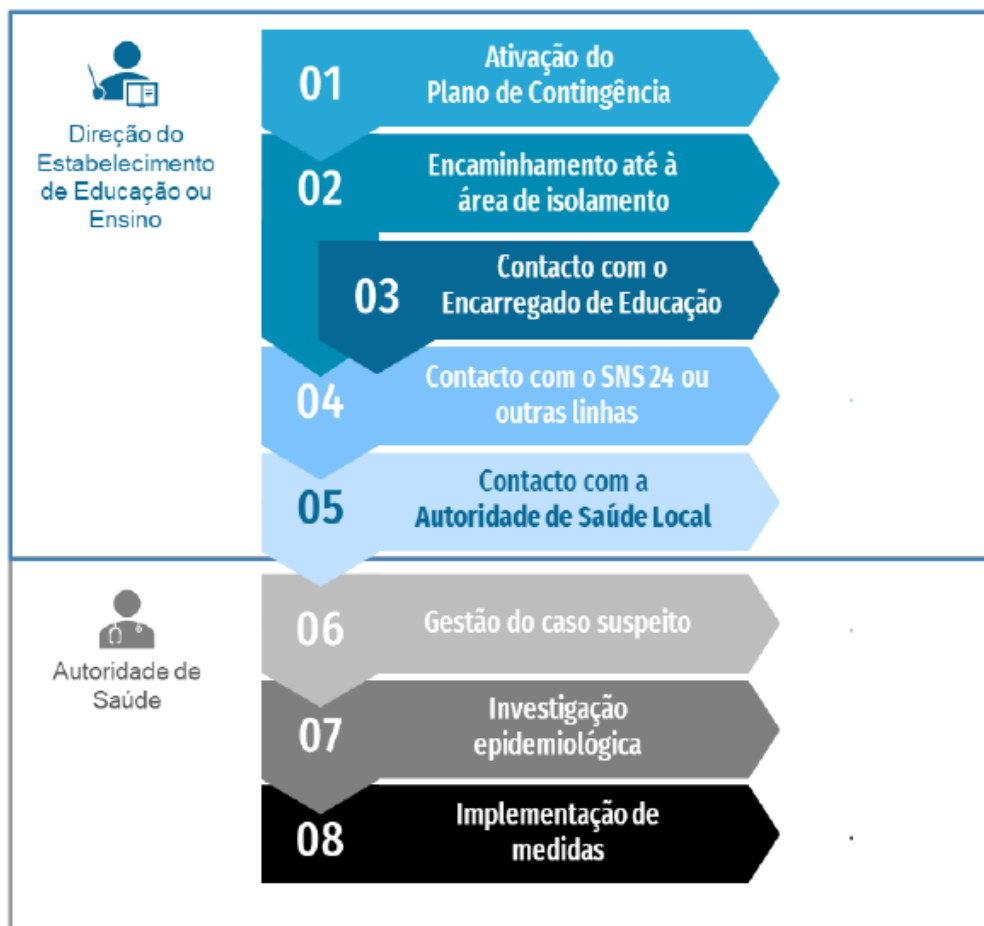 Direção do
Estabelecimento
de Educação ou
Ensino
01
Ativação do
Plano de Contingência
02
Encaminhamento até à
área de isolamento
03
Contacto com o
Encarregado de Educação
04
Contacto com o SNS 24 ou
outras linhas
05
Contacto com a
Autoridade de Saúde Local
Autoridade de
Saúde
06
Gestão do caso suspeito
07
Investigação
epidemiológica
08
Implementação de
medidas